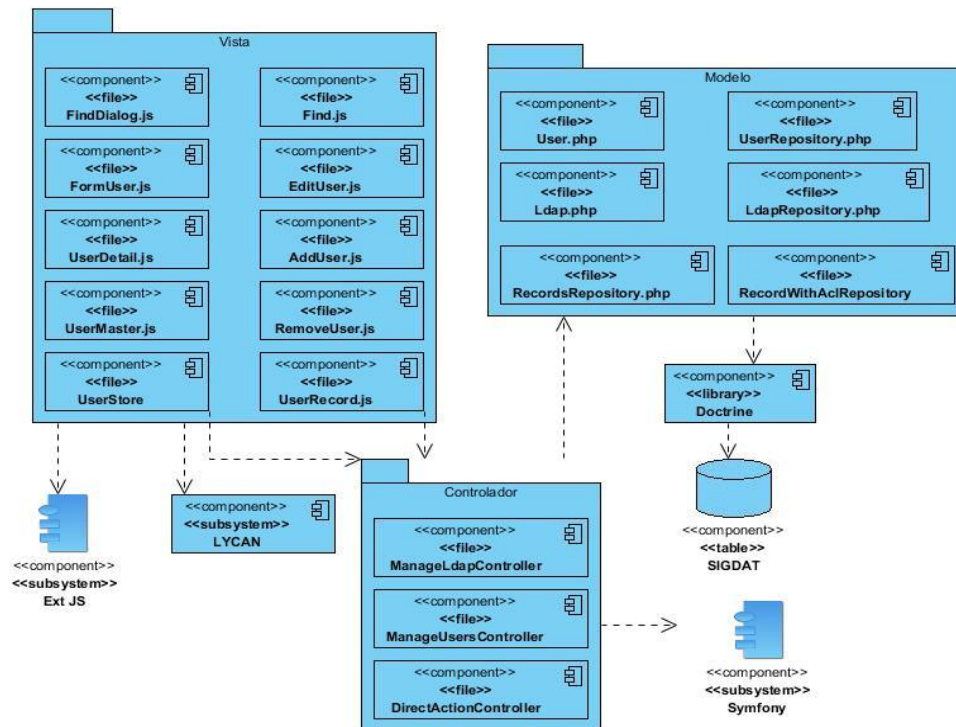 Vista
<<component>>
<<file>>
FindDialog.js
<<component>>
<<file>>
Find.js
<<component>>
<<file>>
FormUser.js
<<component>>
<<file>>
EditUser.js
<<component>>
<<file>>
UserDetail.js
<<component>>
<<file>>
AddUser.js
<<component>>
<<file>>
UserMaster.js
<<component>>
<<file>>
RemoveUser.js
<<component>>
<<file>>
UserStore
<<component>>
<<file>>
UserRecord.js
Modelo
<<component>>
<<file>>
User.php
<<component>>
<<file>>
UserRepository.php
<<component>>
<<file>>
Ldap.php
<<component>>
<<file>>
LdapRepository.php
<<component>>
<<file>>
RecordsRepository.php
<<component>>
<<file>>
RecordWithAclRepository
<<component>>
<<library>>
Doctrine
<<component>>
<<table>>
SIGDAT
<<component>>
<<subsystem>>
Ext JS
<<component>>
<<subsystem>>
LYCAN
Controlador
<<component>>
<<file>>
ManageLdapController
<<component>>
<<file>>
ManageUsersController
<<component>>
<<file>>
DirectActionController
<<component>>
<<subsystem>>
Symfony